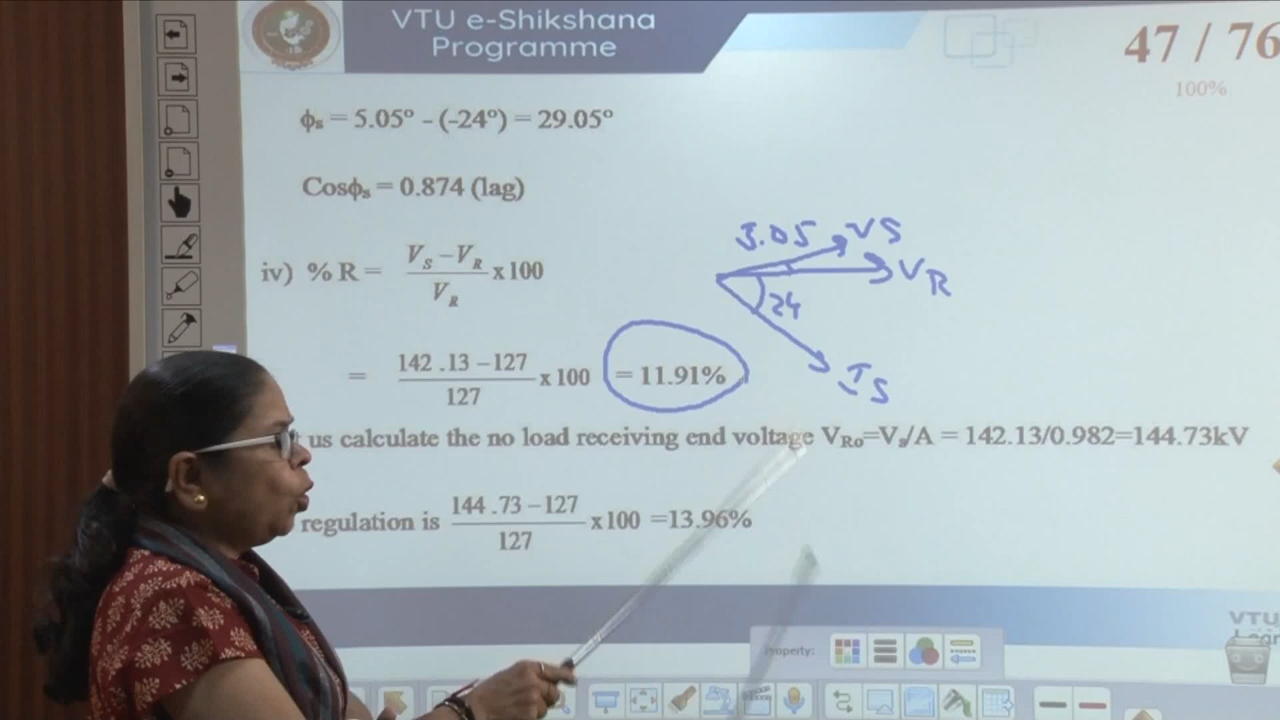 VTU e-Shikshana
Programme
47 / 76
100%
ϕs = 5.05° - (-24°) = 29.05°
Cosϕs = 0.874 (lag)
iv) % R = (VS – VR / VR) x 100
5.05
VS
VR
24
IS
= (142 .13 – 127 / 127) x 100 = 11.91%
us calculate the no load receiving end voltage VRo=Vs/A = 142.13/0.982=144.73kV
regulation is (144 .73 – 127 / 127) x100 =13.96%
VTU
Property: